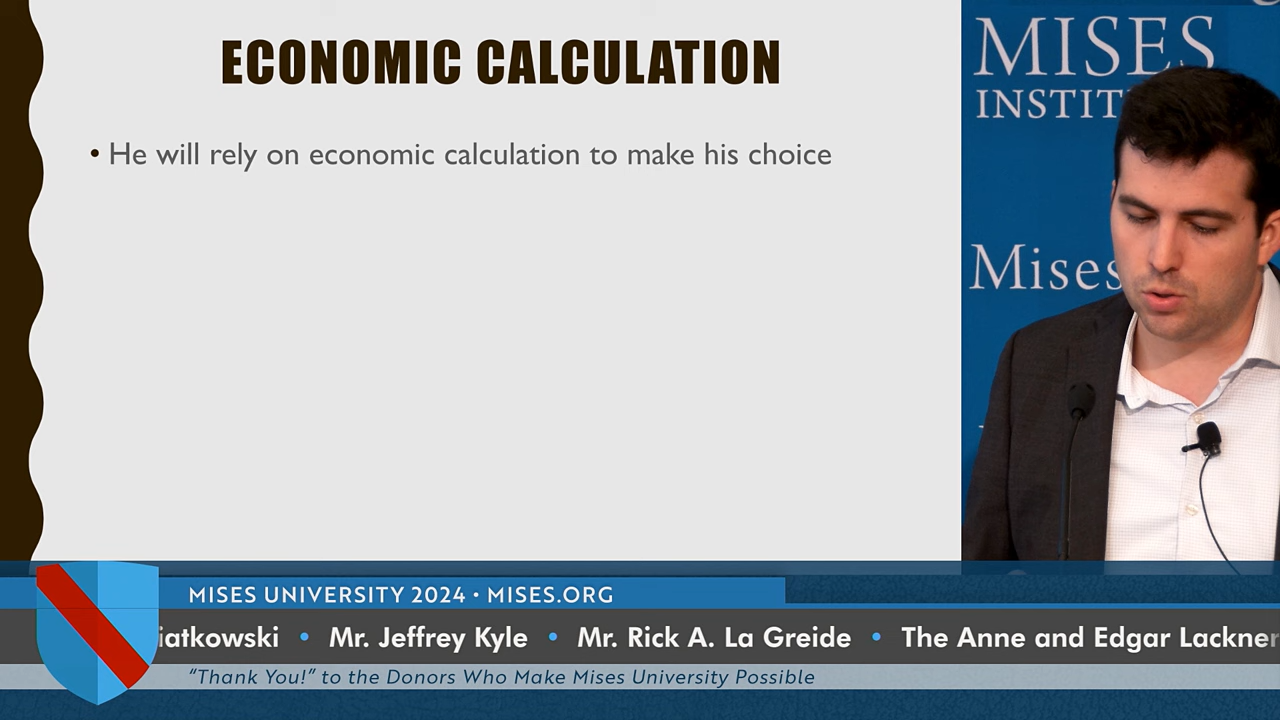 ECONOMIC CALCULATION
• He will rely on economic calculation to make his choice
MISES
INSTIT
Mises
MISES UNIVERSITY 2024 • MISES.ORG
iatkowski • Mr. Jeffrey Kyle • Mr. Rick A. La Greide • The Anne and Edgar Lackner
“Thank You!” to the Donors Who Make Mises University Possible